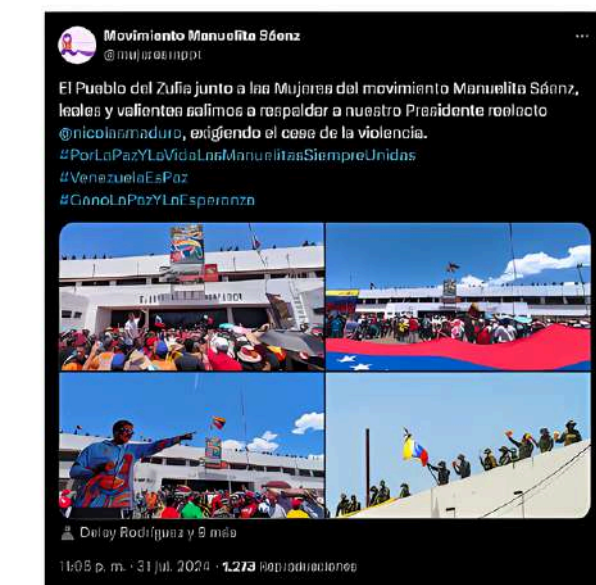 Movimiento Manuelita Sáenz
@mujeresmppt
El Pueblo del Zulia junto a las Mujeres del movimiento Manuelita Sáenz,
leales y valientes salimos a respaldar a nuestro Presidente reelecto
@nicolasmaduro, exigiendo el cese de la violencia.
#PorLaPazYLaVidaLasManuelitasSiempreUnidas
#VenezuelaEsPaz
#GanoLaPazYLaEsperanza
Delcy Rodríguez y 9 más
11:05 p. m. · 31 jul. 2024 · 1.273 Reproducciones